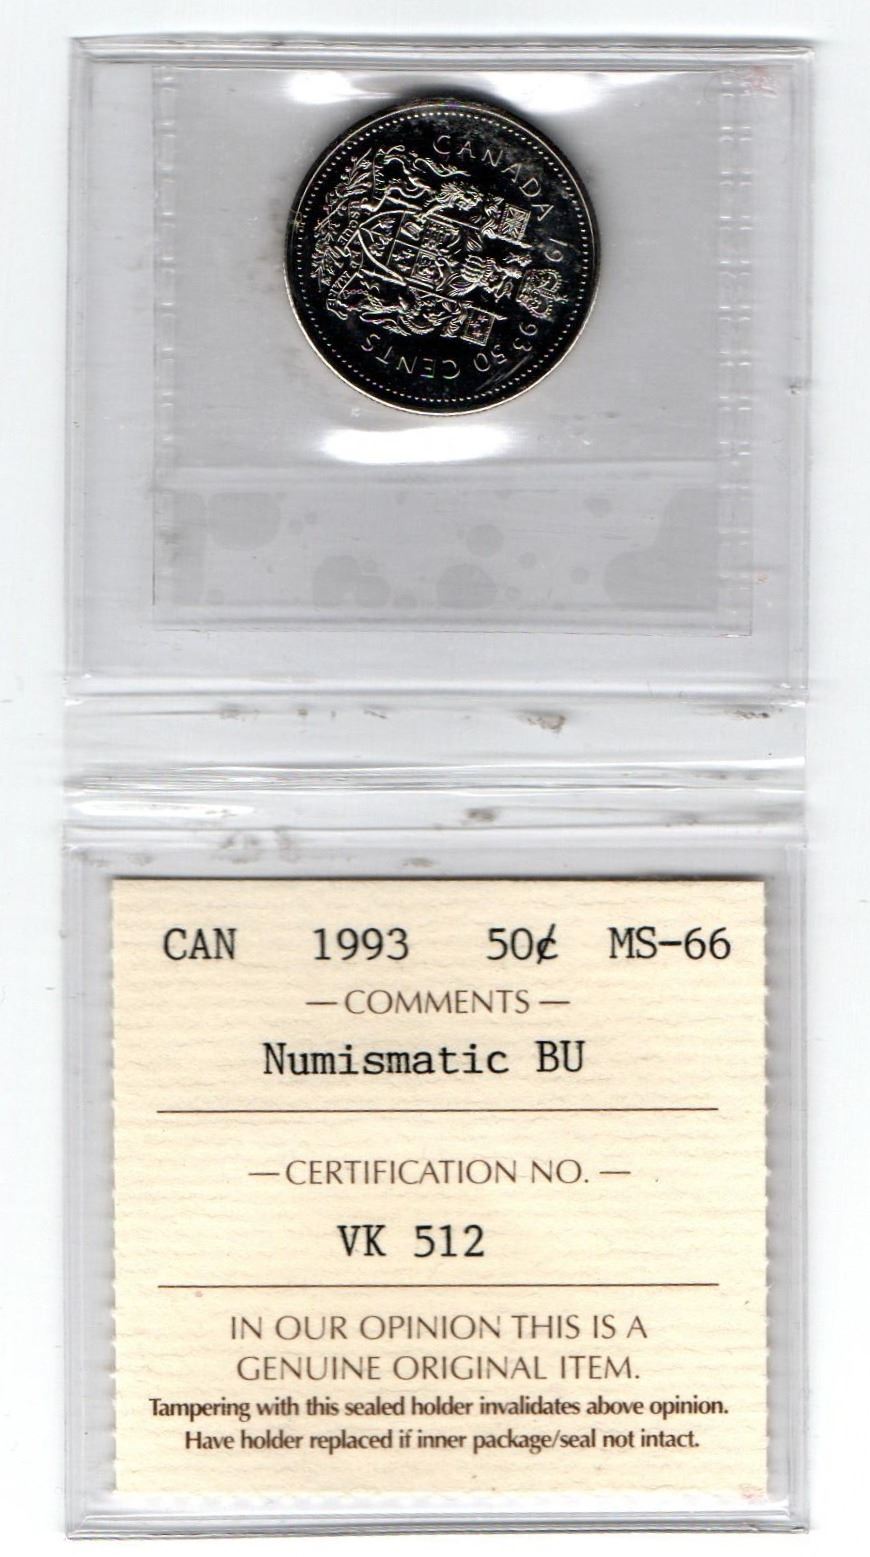 CANADA 19 93 50 CENTS
CAN 1993 50¢ MS-66
— COMMENTS —
Numismatic BU
— CERTIFICATION NO. —
VK 512
IN OUR OPINION THIS IS A
GENUINE ORIGINAL ITEM.
Tampering with this sealed holder invalidates above opinion.
Have holder replaced if inner package/seal not intact.